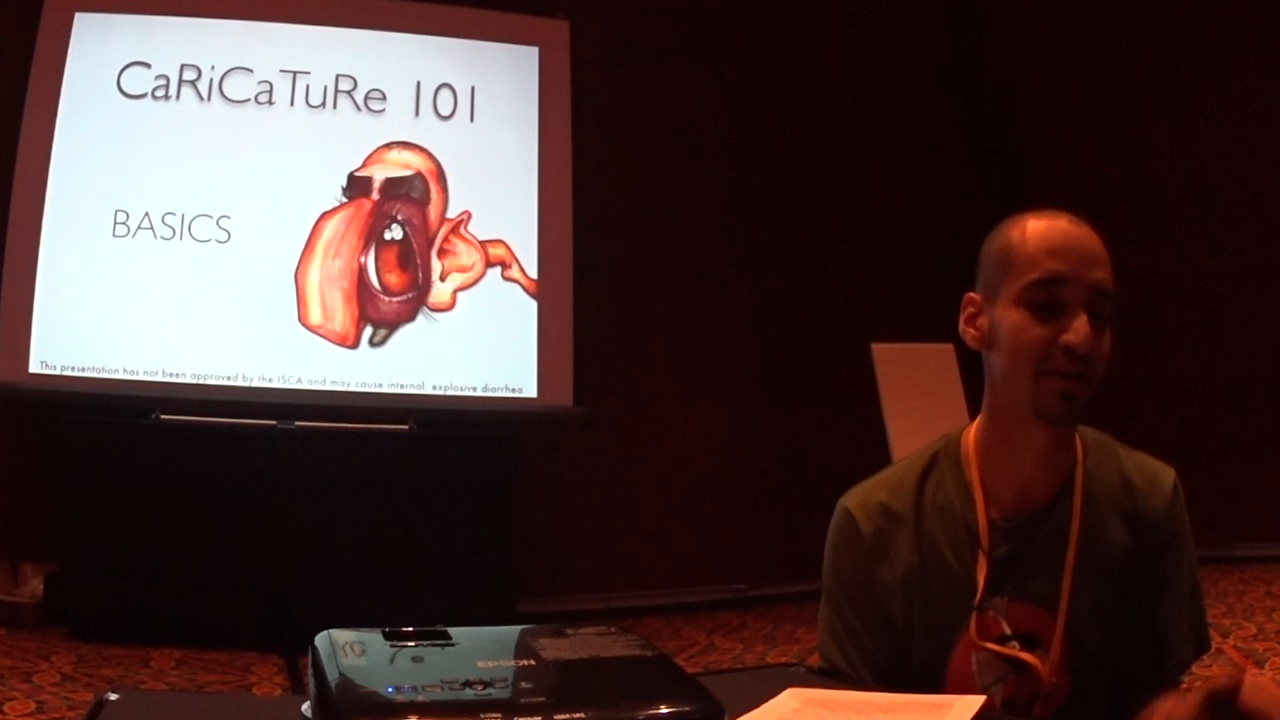 CaRiCaTuRe 101
BASICS
This presentation has not been approved by the ISCA and may cause internal, explosive diarrhea.
EPSON